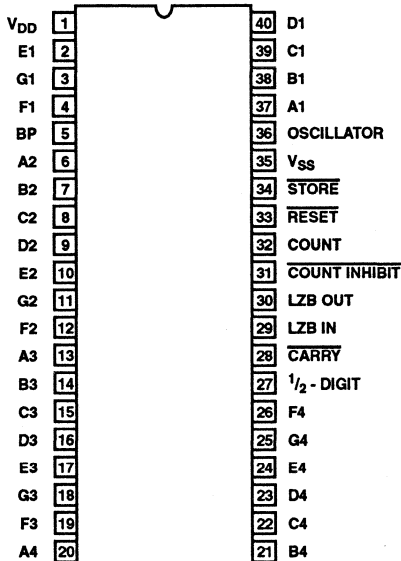 VDD 1 40 D1
E1 2 39 C1
G1 3 38 B1
F1 4 37 A1
BP 5 36 OSCILLATOR
A2 6 35 VSS
B2 7 34 STORE
C2 8 33 RESET
D2 9 32 COUNT
E2 10 31 COUNT INHIBIT
G2 11 30 LZB OUT
F2 12 29 LZB IN
A3 13 28 CARRY
B3 14 27 1/2 - DIGIT
C3 15 26 F4
D3 16 25 G4
E3 17 24 E4
G3 18 23 D4
F3 19 22 C4
A4 20 21 B4